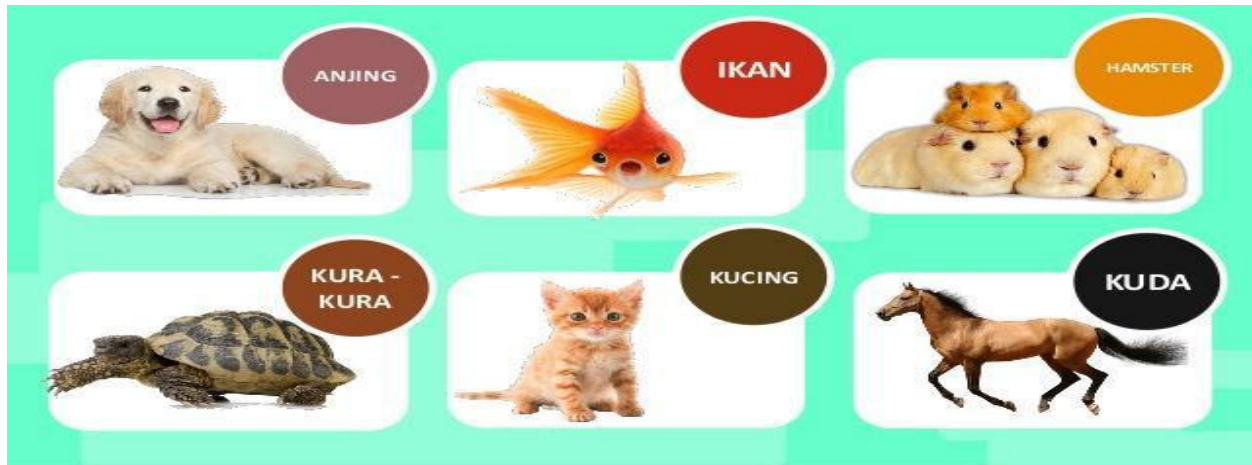 ANJING
IKAN
HAMSTER
KURA -
KURA
KUCING
KUDA